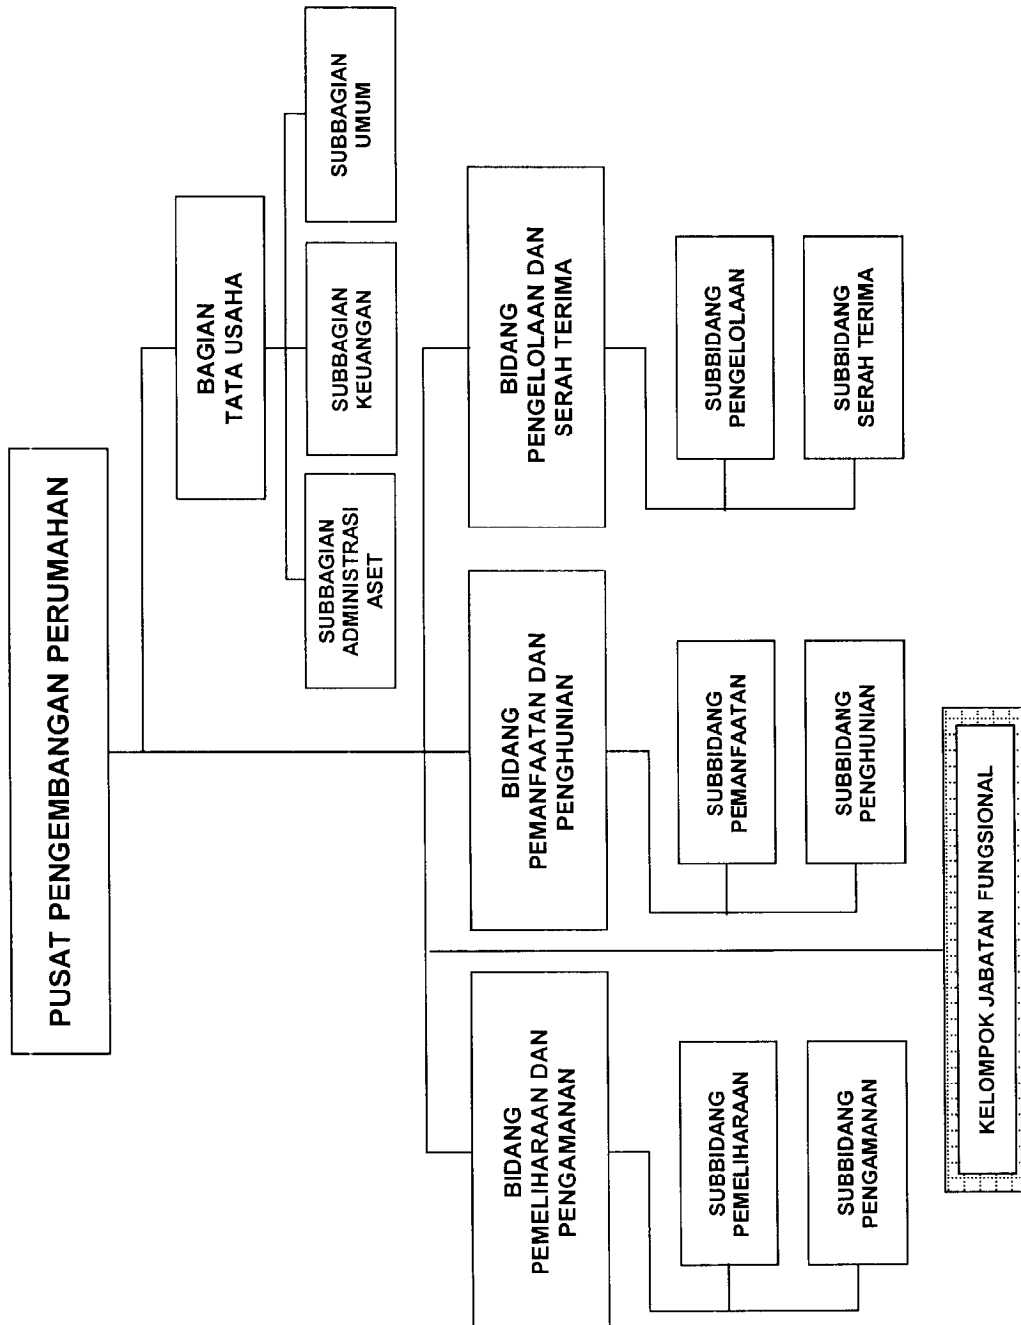 PUSAT PENGEMBANGAN PERUMAHAN
BAGIAN
TATA USAHA
SUBBAGIAN
ADMINISTRASI
ASET
SUBBAGIAN
KEUANGAN
SUBBAGIAN
UMUM
BIDANG
PEMELIHARAAN DAN
PENGAMANAN
BIDANG
PEMANFAATAN DAN
PENGHUNIAN
BIDANG
PENGELOLAAN DAN
SERAH TERIMA
SUBBIDANG
PEMELIHARAAN
SUBBIDANG
PEMANFAATAN
SUBBIDANG
PENGELOLAAN
SUBBIDANG
PENGAMANAN
SUBBIDANG
PENGHUNIAN
SUBBIDANG
SERAH TERIMA
KELOMPOK JABATAN FUNGSIONAL